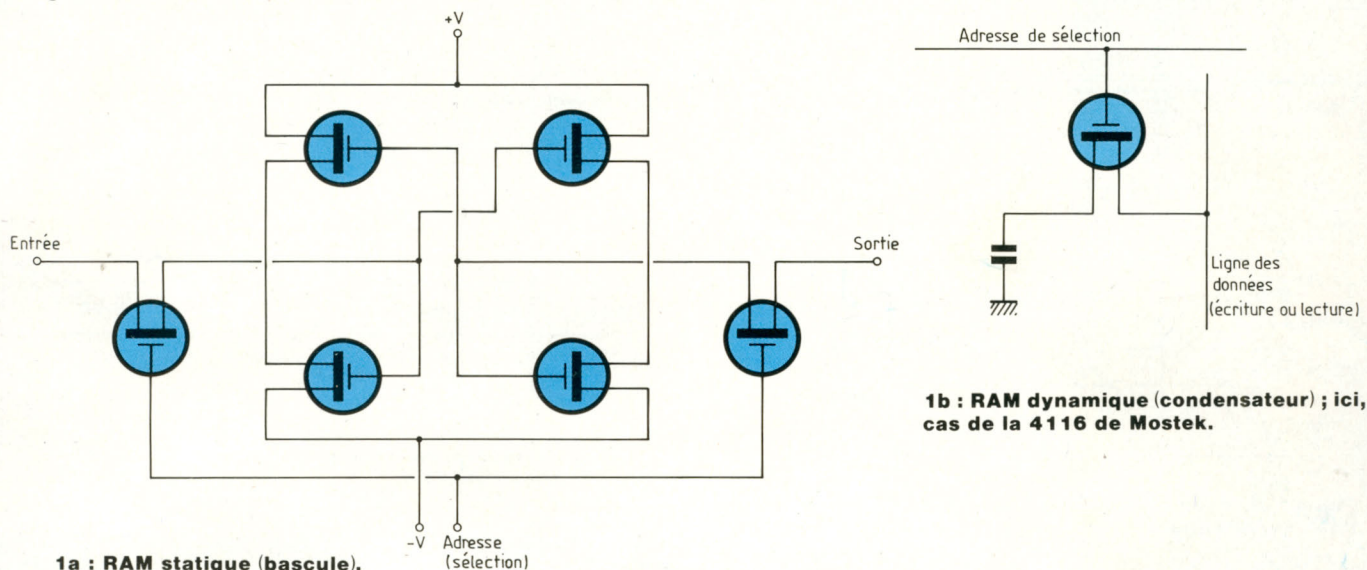 +V
Entrée
Sortie
-V
Adresse
(sélection)
1a : RAM statique (bascule).
Adresse de sélection
Ligne des
données
(écriture ou lecture)
1b : RAM dynamique (condensateur) ; ici,
cas de la 4116 de Mostek.